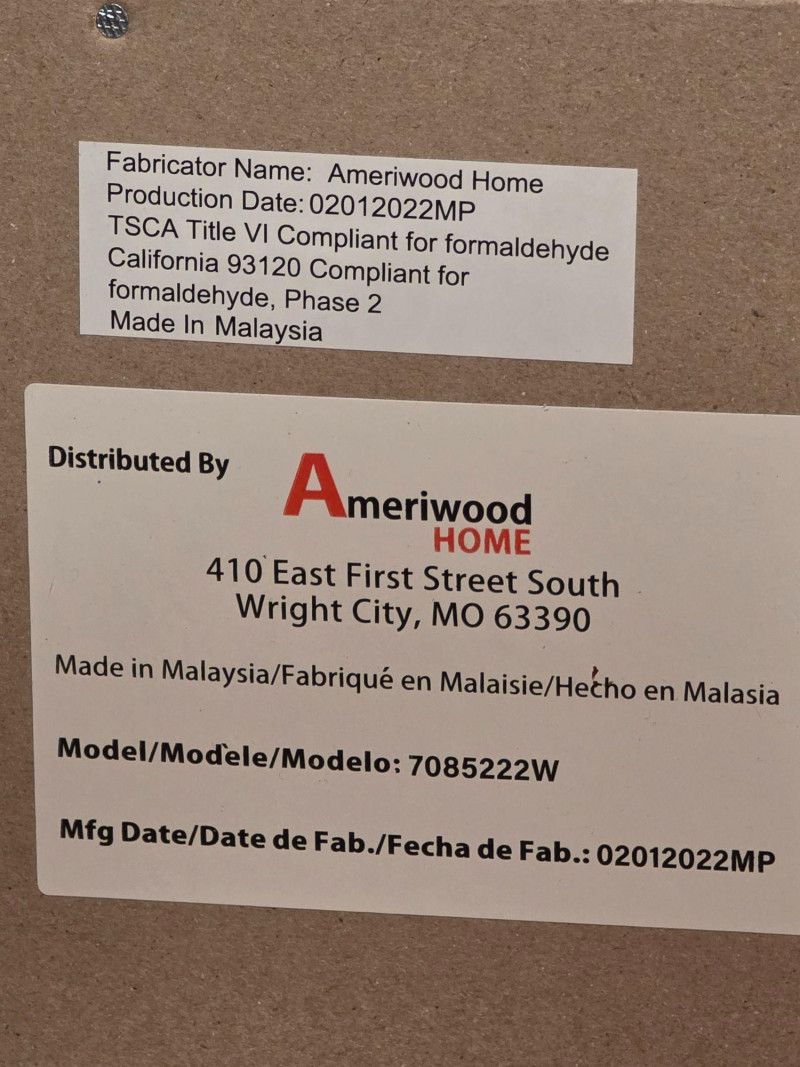 Fabricator Name: Ameriwood Home
Production Date: 02012022MP
TSCA Title VI Compliant for formaldehyde
California 93120 Compliant for
formaldehyde, Phase 2
Made In Malaysia
Distributed By
Ameriwood
HOME
410 East First Street South
Wright City, MO 63390
Made in Malaysia/Fabriqué en Malaisie/Hecho en Malasia
Model/Modèle/Modelo: 7085222W
Mfg Date/Date de Fab./Fecha de Fab.: 02012022MP